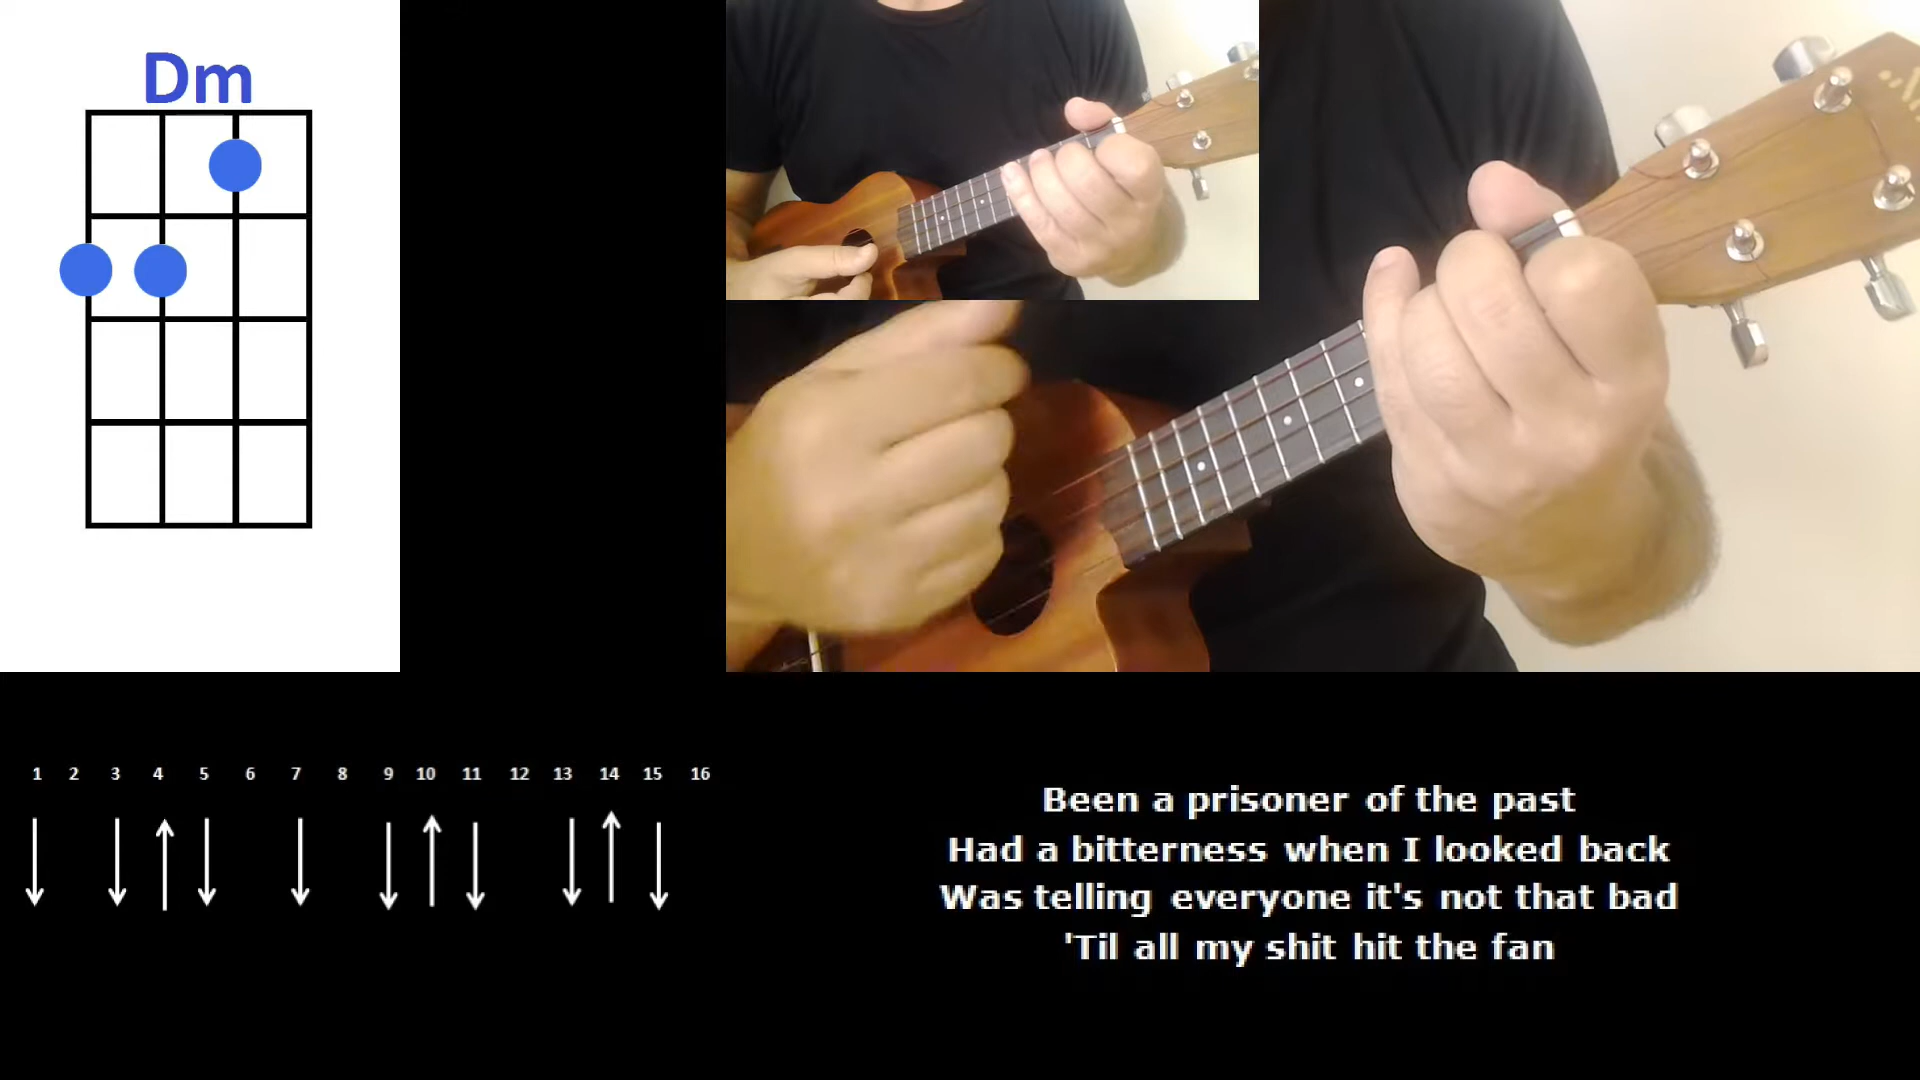 Dm
1 2 3 4 5 6 7 8 9 10 11 12 13 14 15 16
Been a prisoner of the past
Had a bitterness when I looked back
Was telling everyone it's not that bad
'Til all my shit hit the fan